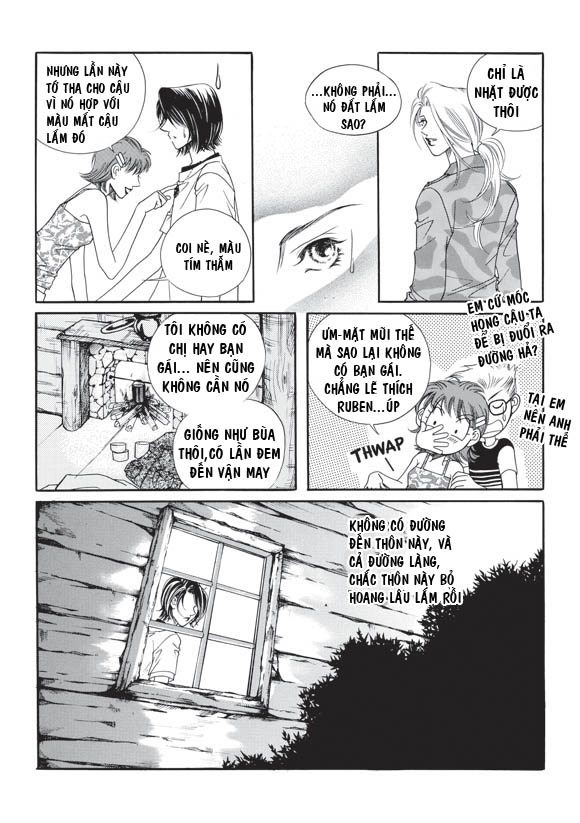 NHƯNG LẦN NÀY
TỚ THA CHO CẬU
VÌ NÓ HỢP VỚI
MÀU MẮT CẬU
LẮM ĐÓ
COI NÈ, MÀU
TÍM THẪM
...KHÔNG PHẢI...
NÓ ĐẤT LẮM
SAO?
CHỈ LÀ
NHẶT ĐƯỢC
THÔI
TÔI KHÔNG CÓ
CHỊ HAY BẠN
GÁI... NÊN CŨNG
KHÔNG CẦN NÓ
GIỐNG NHƯ BÙA
THÔI,CÓ LẦN ĐEM
ĐẾN VẬN MAY
ƯM-MẶT MŨI THẾ
MÀ SAO LẠI KHÔNG
CÓ BẠN GÁI.
CHẲNG LẼ THÍCH
RUBEN...ÚP
THWAP
EM CỨ MÓC
HỌNG CẬU TA
ĐỂ BỊ ĐUỔI RA
ĐƯỜNG HẢ?
TẠI EM
NÊN ANH
PHẢI THẾ
KHÔNG CÓ ĐƯỜNG
ĐẾN THÔN NÀY, VÀ
CẢ ĐƯỜNG LÀNG,
CHẮC THÔN NÀY BỎ
HOANG LÂU LẮM RỒI